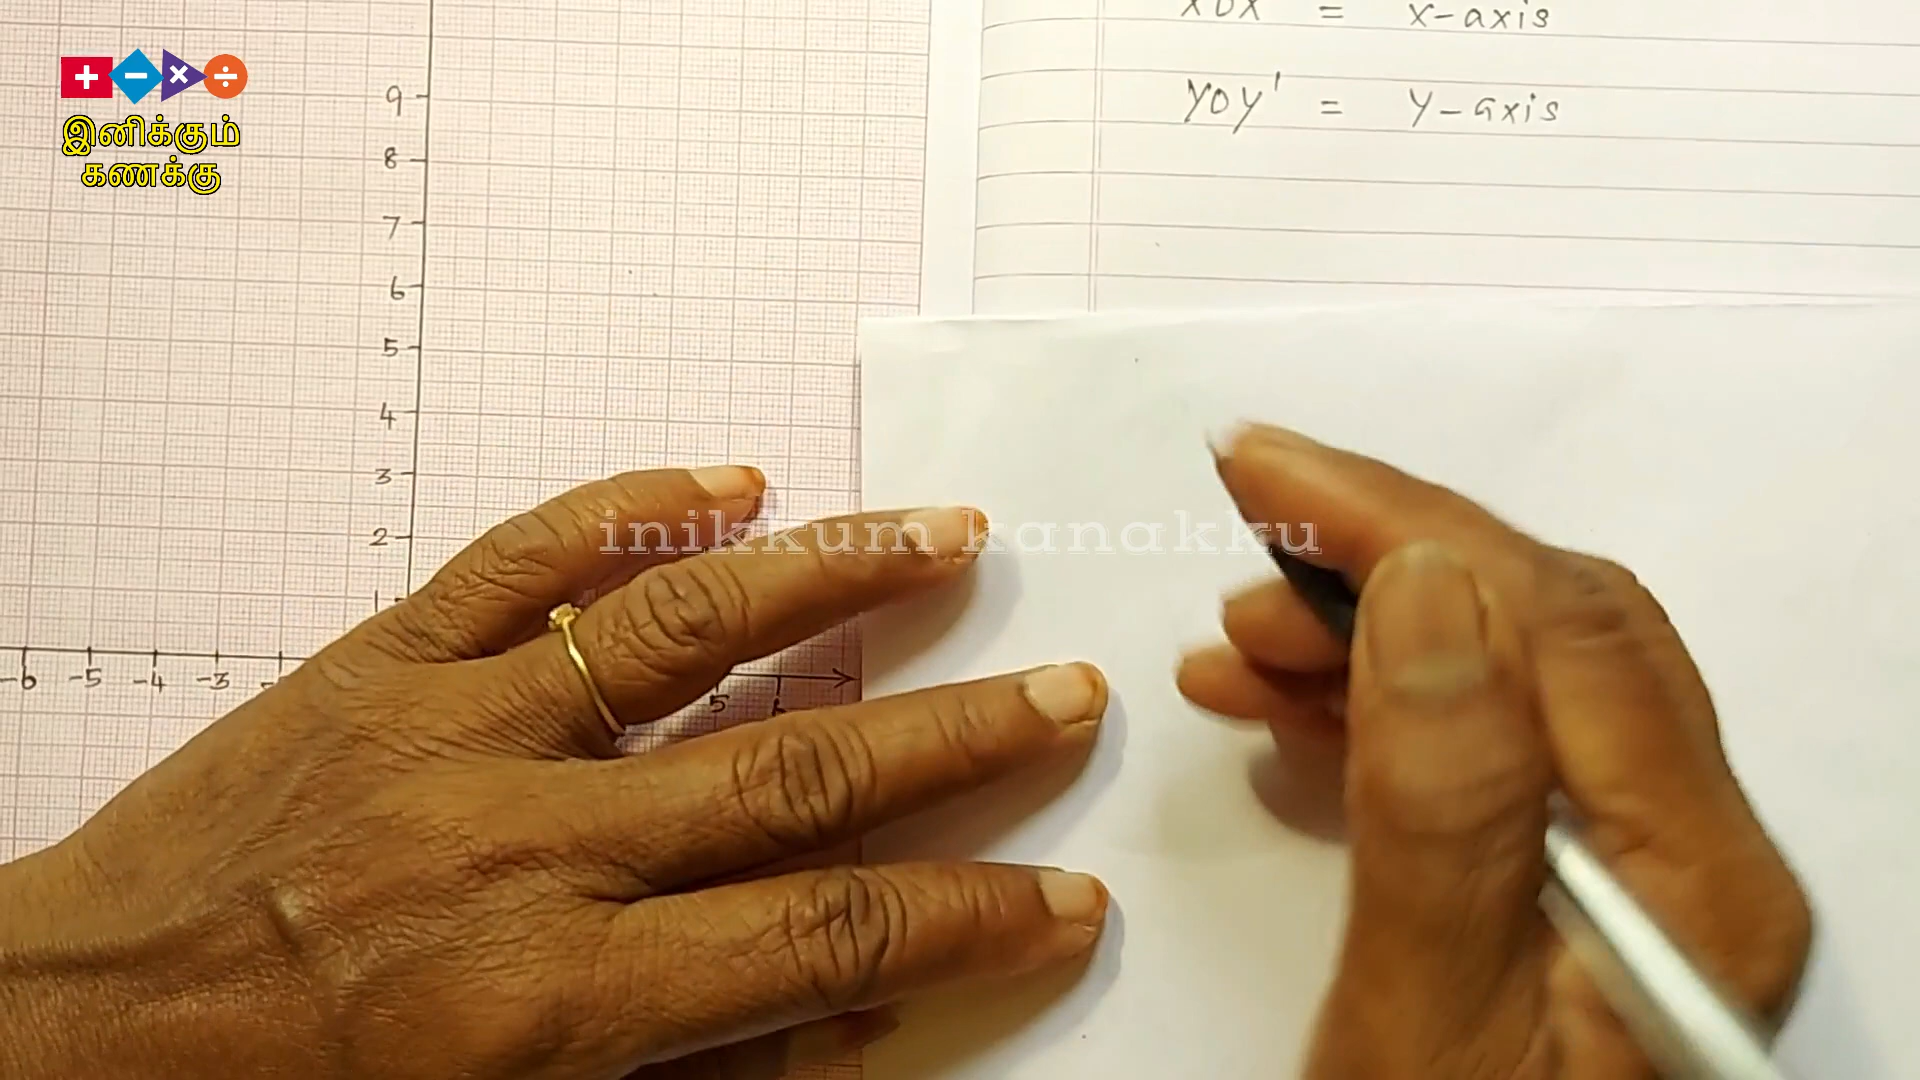 + − × ÷
இனிக்கும்
கணக்கு
= x-axis
yoy' = y-axis
9
8
7
6
5
4
3
2
1
-6 -5 -4 -3
5
inikkum kanakku